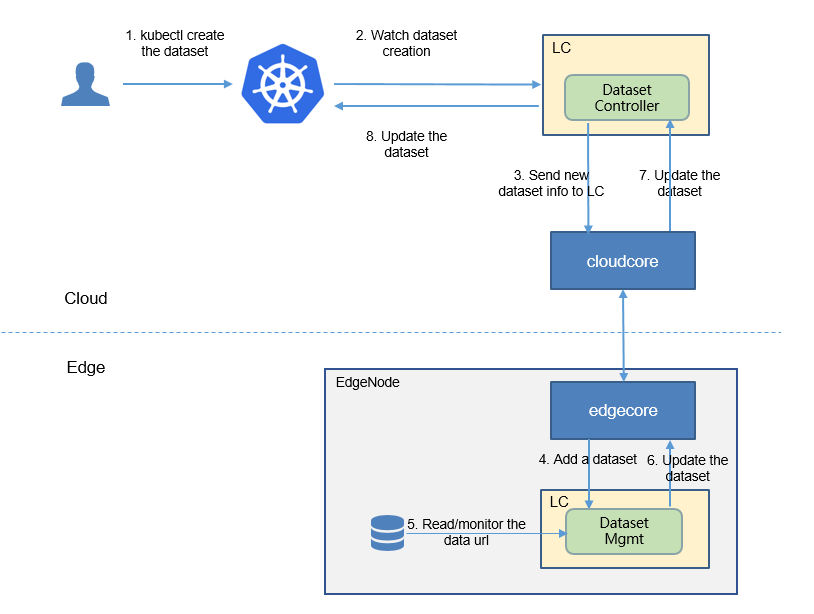 1. kubectl create
the dataset
2. Watch dataset
creation
LC
Dataset
Controller
8. Update the
dataset
3. Send new
dataset info to LC
7. Update the
dataset
cloudcore
Cloud
Edge
EdgeNode
edgecore
4. Add a dataset
6. Update the
dataset
LC
5. Read/monitor the
data url
Dataset
Mgmt